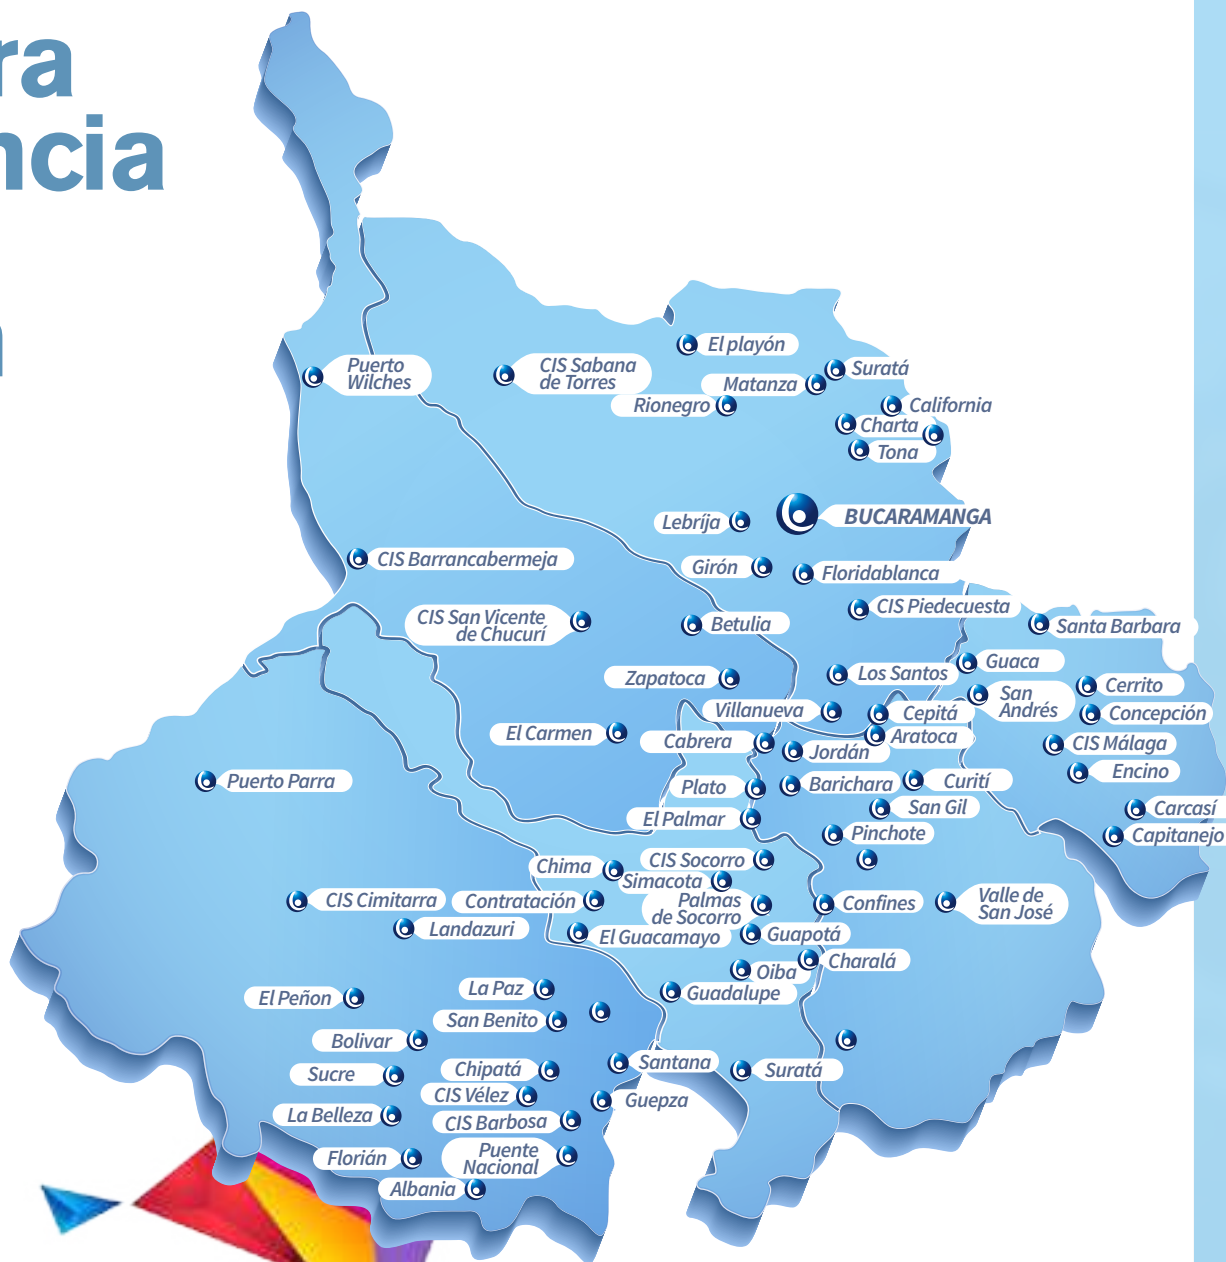 ra
ncia
El playón
Puerto
Wilches
CIS Sabana
de Torres
Suratá
Matanza
Rionegro
California
Charta
Tona
Lebríja
BUCARAMANGA
CIS Barrancabermeja
Girón
Floridablanca
CIS San Vicente
de Chucurí
Betulia
CIS Piedecuesta
Santa Barbara
Zapatoca
Los Santos
Guaca
Cerrito
Villanueva
Cepitá
San
Andrés
Concepción
El Carmen
Cabrera
Jordán
Aratoca
CIS Málaga
Encino
Puerto Parra
Plato
Barichara
Curití
El Palmar
San Gil
Carcasí
Pinchote
Capitanejo
Chima
CIS Socorro
Simacota
CIS Cimitarra
Contratación
Palmas
de Socorro
Confines
Valle de
San José
Landazuri
El Guacamayo
Guapotá
Oiba
Charalá
El Peñon
La Paz
Guadalupe
San Benito
Bolivar
Sucre
Chipatá
Santana
Suratá
CIS Vélez
Guepza
La Belleza
CIS Barbosa
Florián
Puente
Nacional
Albania